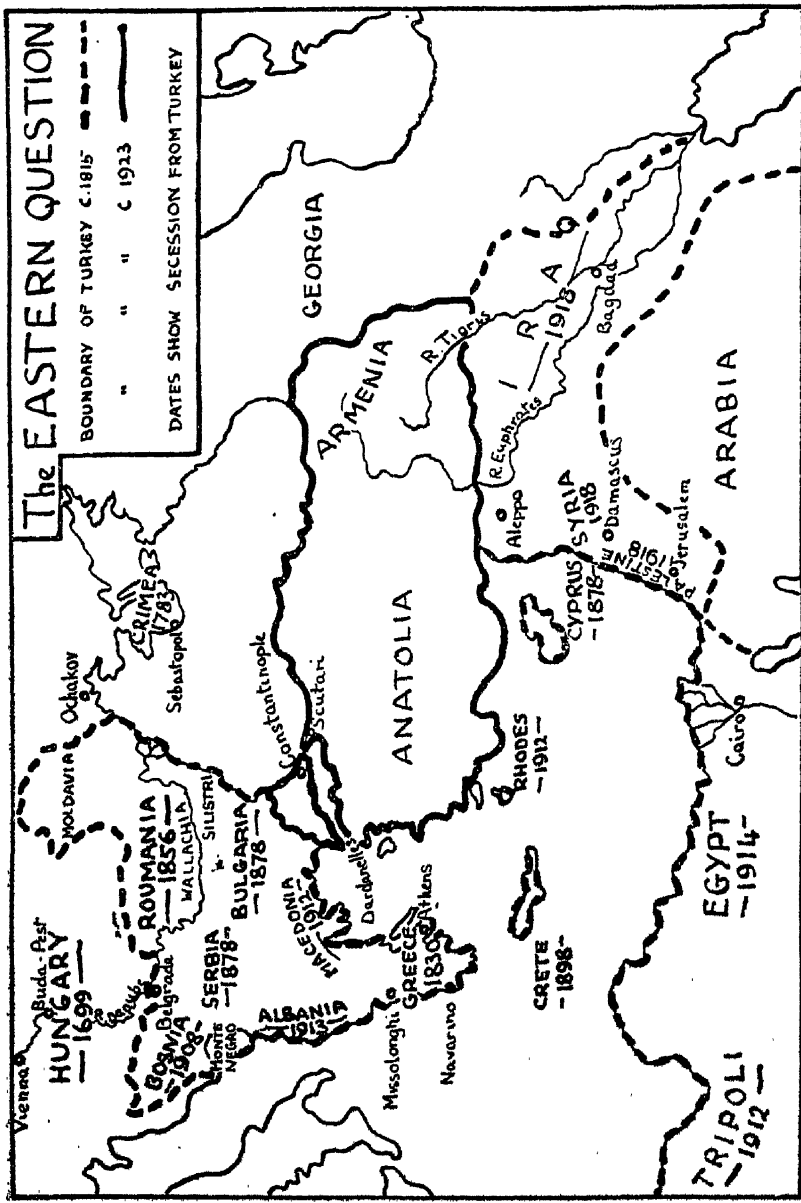 The EASTERN QUESTION
BOUNDARY OF TURKEY C.1815
" " " C 1923
DATES SHOW SECESSION FROM TURKEY
Vienna
Buda-Pest
HUNGARY
—1699—
MOLDAVIA
Ochakov
CRIMEA
1783
Sebastopol
GEORGIA
ROUMANIA
—1856—
WALLACHIA
SILISTRI
Belgrade
BOSNIA
-1908-
SERBIA
-1878-
BULGARIA
-1878-
MONTE
NEGRO
ALBANIA
1913
MACEDONIA
1912-
Constantinople
Scutari
Dardanelles
ANATOLIA
ARMENIA
R. Tigris
R. Euphrates
IRAQ
—1918—
Bagdad
Missolonghi
GREECE
1830
Athens
Navarino
Aleppo
SYRIA
1918
Damascus
CYPRUS
-1878-
RHODES
-1912-
CRETE
-1898-
PALESTINE
1918
Jerusalem
ARABIA
Cairo
EGYPT
-1914-
TRIPOLI
-1912-